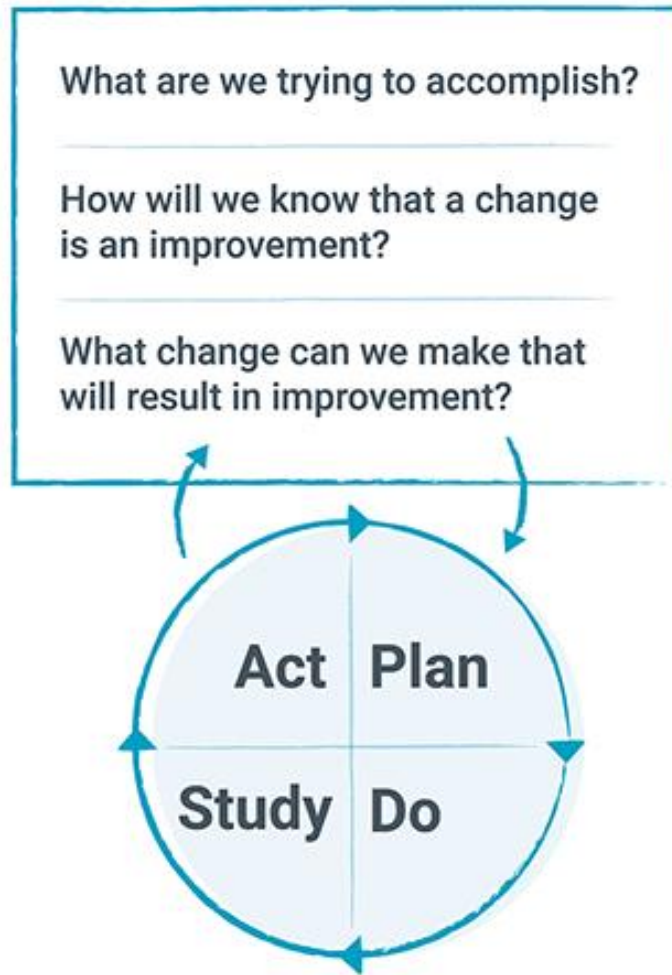 What are we trying to accomplish?
How will we know that a change
is an improvement?
What change can we make that
will result in improvement?
Act Plan
Study Do